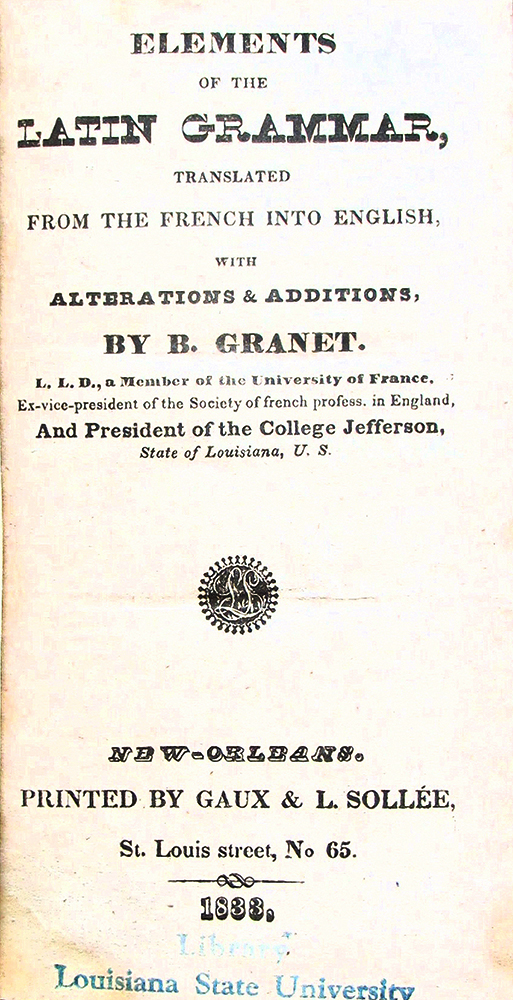 ELEMENTS
OF THE
LATIN GRAMMAR,
TRANSLATED
FROM THE FRENCH INTO ENGLISH,
WITH
ALTERATIONS & ADDITIONS,
BY B. GRANET.
L. L. D., a Member of the University of France,
Ex-vice-president of the Society of french profess. in England,
And President of the College Jefferson,
State of Louisiana, U. S.
LS
NEW-ORLEANS.
PRINTED BY GAUX & L. SOLLÉE,
St. Louis street, No 65.
1833.
Library
Louisiana State University